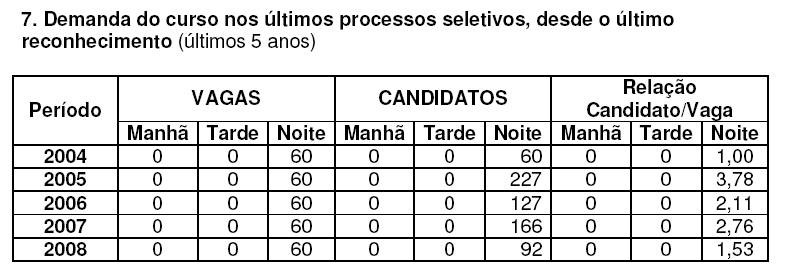 7. Demanda do curso nos últimos processos seletivos, desde o último
reconhecimento (últimos 5 anos)
Período VAGAS CANDIDATOS Relação Candidato/Vaga
Manhã Tarde Noite Manhã Tarde Noite Manhã Tarde Noite
2004 0 0 60 0 0 60 0 0 1,00
2005 0 0 60 0 0 227 0 0 3,78
2006 0 0 60 0 0 127 0 0 2,11
2007 0 0 60 0 0 166 0 0 2,76
2008 0 0 60 0 0 92 0 0 1,53